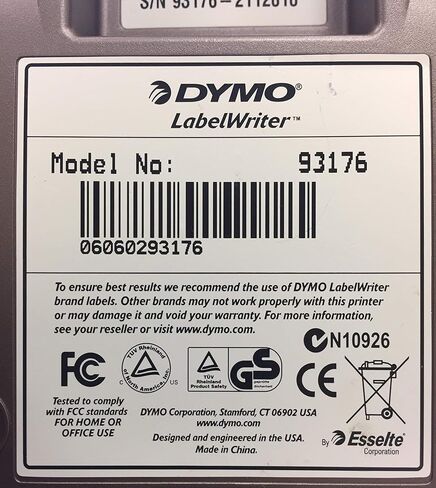 S/N 93176-2112816
DYMO®
LabelWriter™
Model No: 93176
06060293176
To ensure best results we recommend the use of DYMO LabelWriter
brand labels. Other brands may not work properly with this printer
or may damage it and void your warranty. For more information,
see your reseller or visit www.dymo.com.
N10926
FC
TÜV Rheinland
of North America, Inc.
C US
TÜV
Rheinland
Product Safety
GS
geprüfte
Sicherheit
CE
Tested to comply
with FCC standards
FOR HOME OR
OFFICE USE
DYMO Corporation, Stamford, CT 06902 USA
www.dymo.com
Designed and engineered in the USA.
Made in China.
By Esselte
Corporation